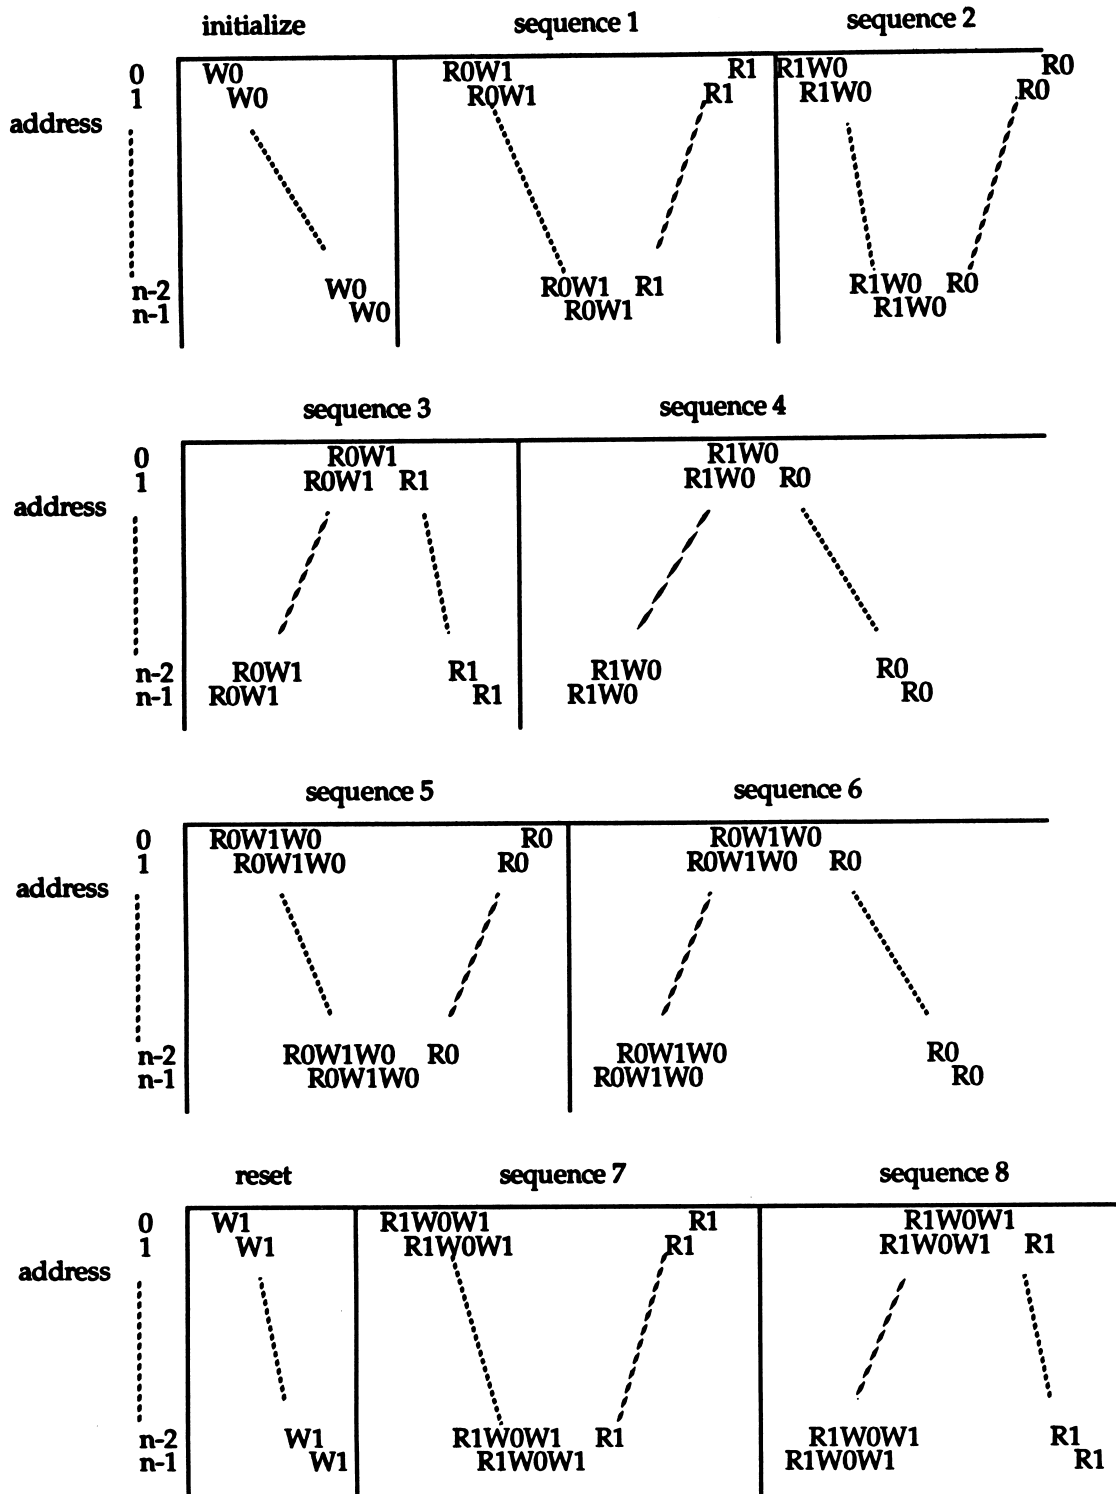 initialize sequence 1 sequence 2
0 W0 R0W1 R1 R1W0 R0
1 W0 R0W1 R1 R1W0 R0
address
n-2 W0 R0W1 R1 R1W0 R0
n-1 W0 R0W1 R1W0
sequence 3 sequence 4
0 R0W1 R1W0
1 R0W1 R1 R1W0 R0
address
n-2 R0W1 R1 R1W0 R0
n-1 R0W1 R1 R1W0 R0
sequence 5 sequence 6
0 R0W1W0 R0 R0W1W0
1 R0W1W0 R0 R0W1W0 R0
address
n-2 R0W1W0 R0 R0W1W0 R0
n-1 R0W1W0 R0W1W0 R0
reset sequence 7 sequence 8
0 W1 R1W0W1 R1 R1W0W1
1 W1 R1W0W1 R1 R1W0W1 R1
address
n-2 W1 R1W0W1 R1 R1W0W1 R1
n-1 W1 R1W0W1 R1W0W1 R1